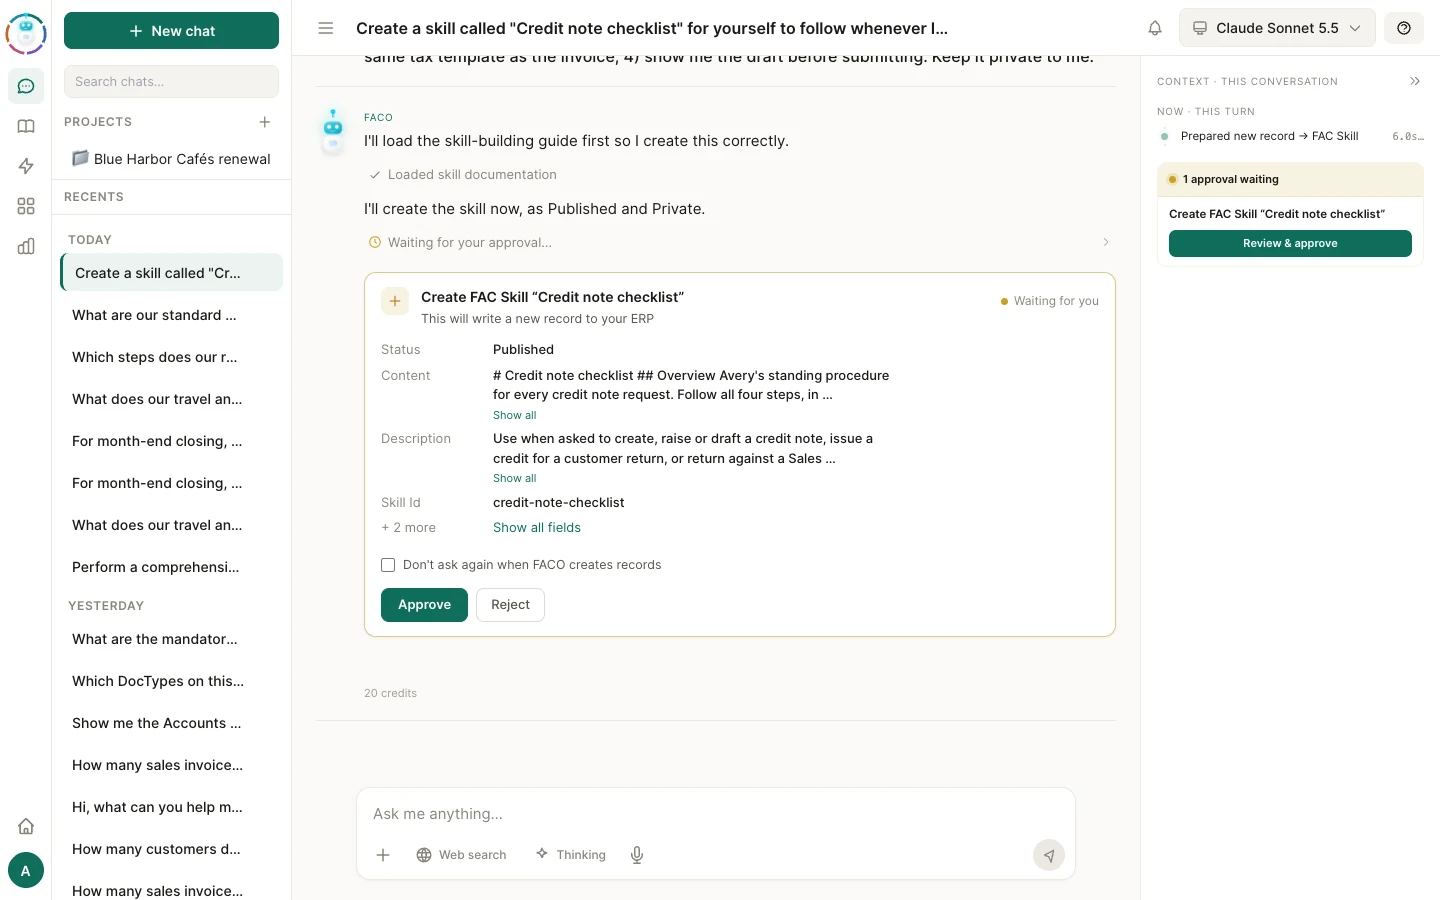 New chat
Search chats...
PROJECTS
Blue Harbor Cafés renewal
RECENTS
TODAY
Create a skill called "Cr...
What are our standard ...
Which steps does our r...
What does our travel an...
For month-end closing, ...
For month-end closing, ...
What does our travel an...
Perform a comprehensi...
YESTERDAY
What are the mandator...
Which DocTypes on this...
Show me the Accounts ...
How many sales invoice...
Hi, what can you help m...
How many customers d...
How many sales invoice...
A
Create a skill called "Credit note checklist" for yourself to follow whenever I...
Claude Sonnet 5.5
same tax template as the invoice, 4) show me the draft before submitting. Keep it private to me.
FACO
I'll load the skill-building guide first so I create this correctly.
Loaded skill documentation
I'll create the skill now, as Published and Private.
Waiting for your approval...
Create FAC Skill “Credit note checklist”
Waiting for you
This will write a new record to your ERP
Status Published
Content # Credit note checklist ## Overview Avery's standing procedure
for every credit note request. Follow all four steps, in ...
Show all
Description Use when asked to create, raise or draft a credit note, issue a
credit for a customer return, or return against a Sales ...
Show all
Skill Id credit-note-checklist
+ 2 more Show all fields
Don't ask again when FACO creates records
Approve Reject
20 credits
Ask me anything...
Web search Thinking
CONTEXT · THIS CONVERSATION
NOW · THIS TURN
Prepared new record → FAC Skill 6.0s...
1 approval waiting
Create FAC Skill “Credit note checklist”
Review & approve